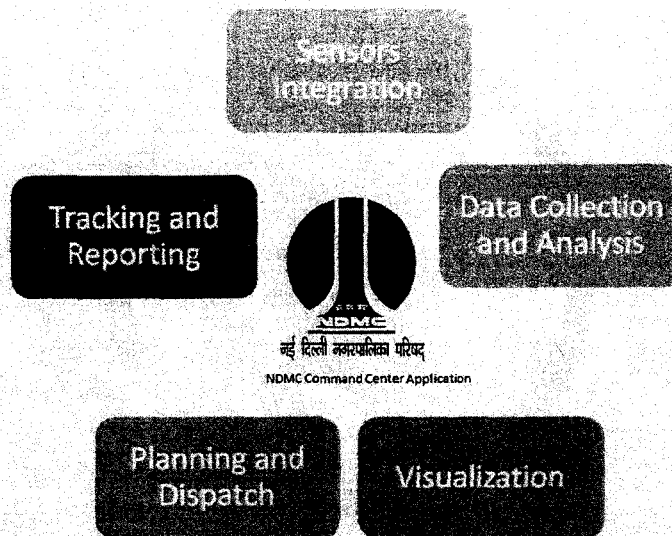 Sensors
Integration
Tracking and
Reporting
Data Collection
and Analysis
NDMC
नई दिल्ली नगरपालिका परिषद्
NDMC Command Center Application
Planning and
Dispatch
Visualization